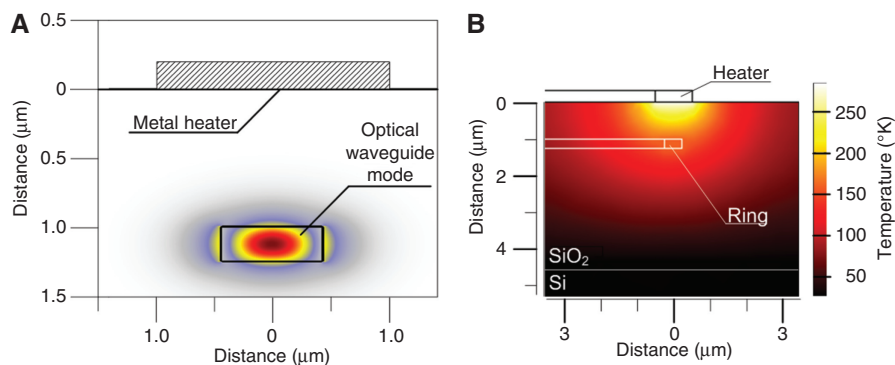 A
0.5
0
0.5
1.0
1.5
Distance (μm)
Metal heater
Optical
waveguide
mode
1.0
0
1.0
Distance (μm)
B
Heater
0
2
4
Distance (μm)
Ring
SiO₂
Si
3
0
3
Distance (μm)
250
200
150
100
50
Temperature (°K)